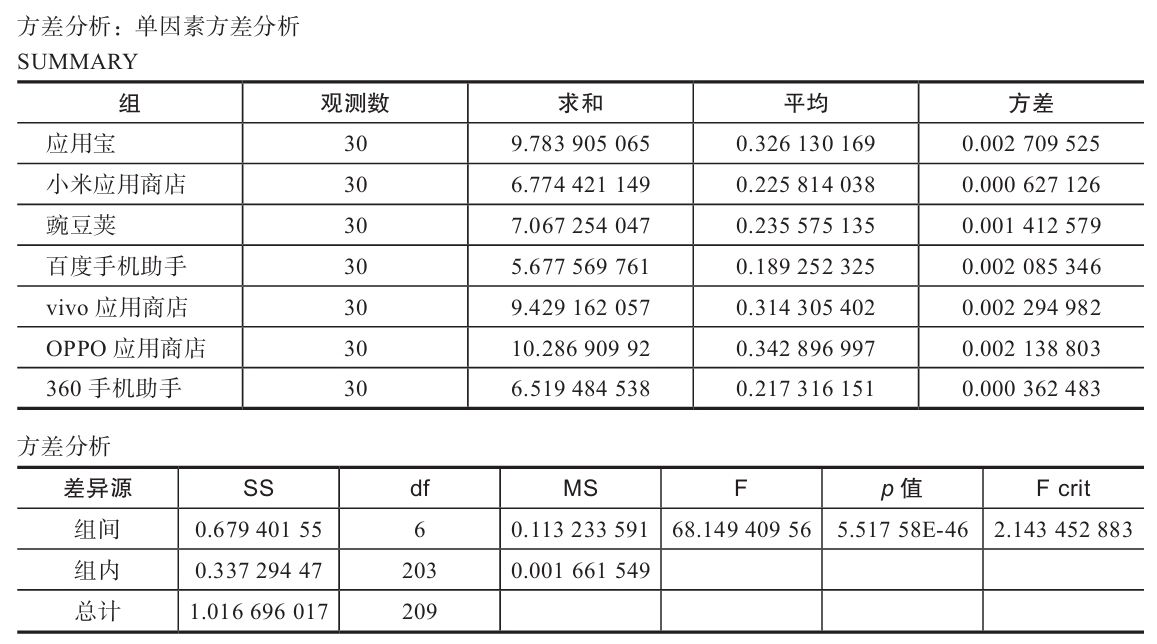 方差分析：单因素方差分析
SUMMARY
组 观测数 求和 平均 方差
应用宝 30 9.783 905 065 0.326 130 169 0.002 709 525
小米应用商店 30 6.774 421 149 0.225 814 038 0.000 627 126
豌豆荚 30 7.067 254 047 0.235 575 135 0.001 412 579
百度手机助手 30 5.677 569 761 0.189 252 325 0.002 085 346
vivo 应用商店 30 9.429 162 057 0.314 305 402 0.002 294 982
OPPO 应用商店 30 10.286 909 92 0.342 896 997 0.002 138 803
360 手机助手 30 6.519 484 538 0.217 316 151 0.000 362 483
方差分析
差异源 SS df MS F p 值 F crit
组间 0.679 401 55 6 0.113 233 591 68.149 409 56 5.517 58E-46 2.143 452 883
组内 0.337 294 47 203 0.001 661 549
总计 1.016 696 017 209